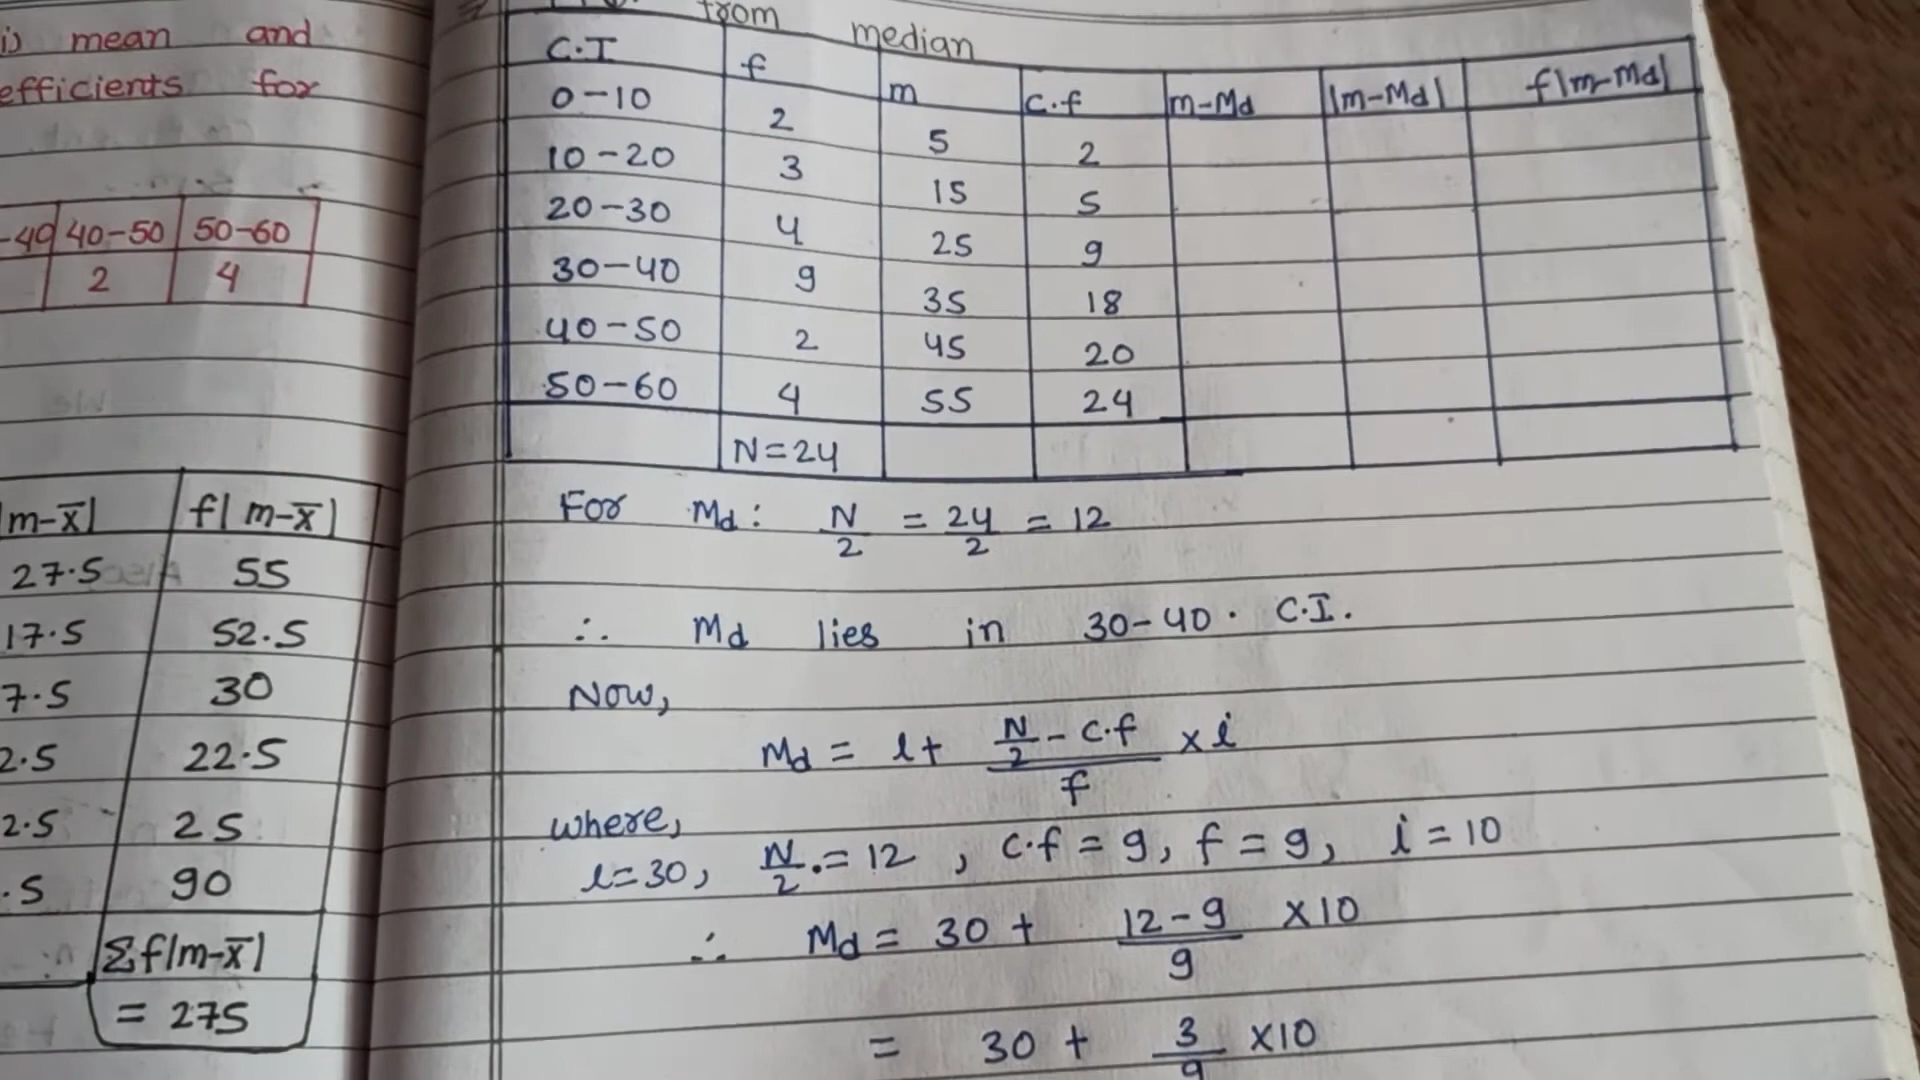 i) mean and
efficients for
-40 40-50 50-60
2 4
|m-x̄| f|m-x̄|
27.5 55
17.5 52.5
7.5 30
2.5 22.5
2.5 25
.5 90
Σf|m-x̄|
= 275
from median
C.I f m c.f m-Md |m-Md| f|m-Md|
0-10 2 5 2
10-20 3 15 5
20-30 4 25 9
30-40 9 35 18
40-50 2 45 20
50-60 4 55 24
N=24
For Md: N/2 = 24/2 = 12
∴ Md lies in 30-40. C.I.
Now,
Md = l+ N/2 - c.f / f × i
where,
l=30, N/2.=12, c.f=9, f=9, i=10
∴ Md = 30 + 12-9/9 ×10
= 30 + 3/9 ×10